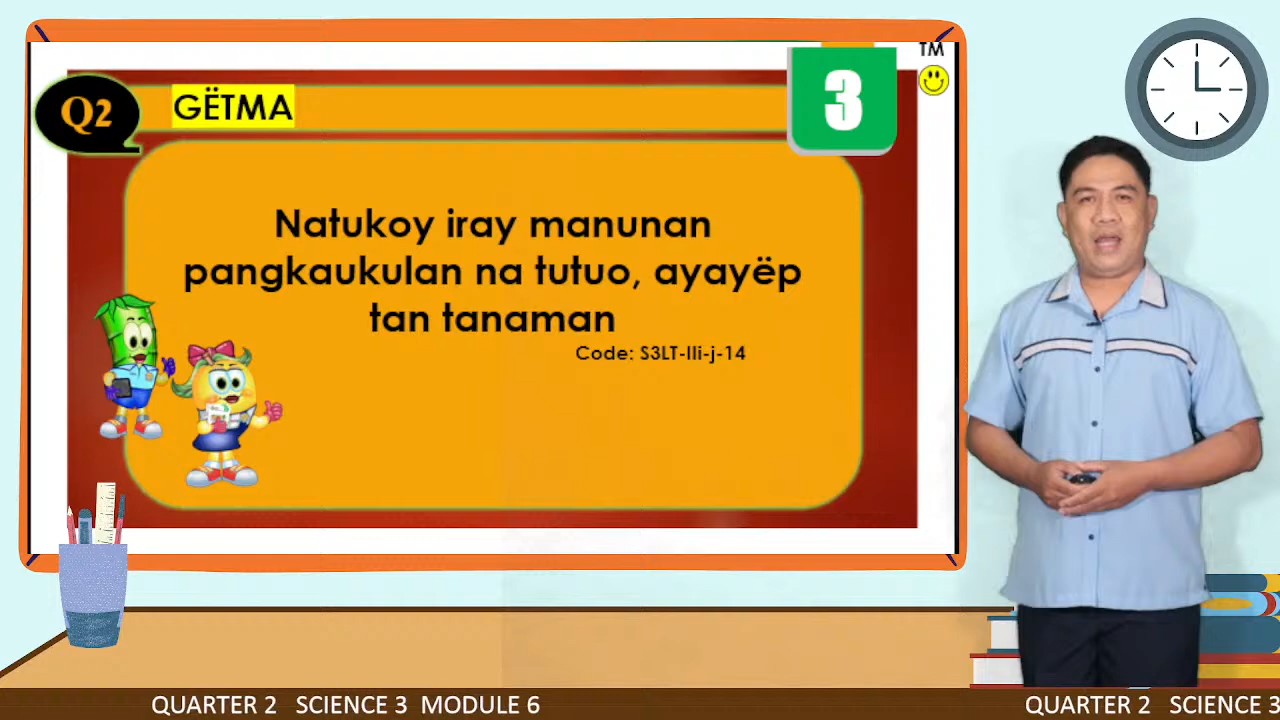 TM
3
Q2
GËTMA
Natukoy iray manunan
pangkaukulan na tutuo, ayayëp
tan tanaman
Code: S3LT-IIi-j-14
QUARTER 2 SCIENCE 3 MODULE 6
QUARTER 2 SCIENCE 3